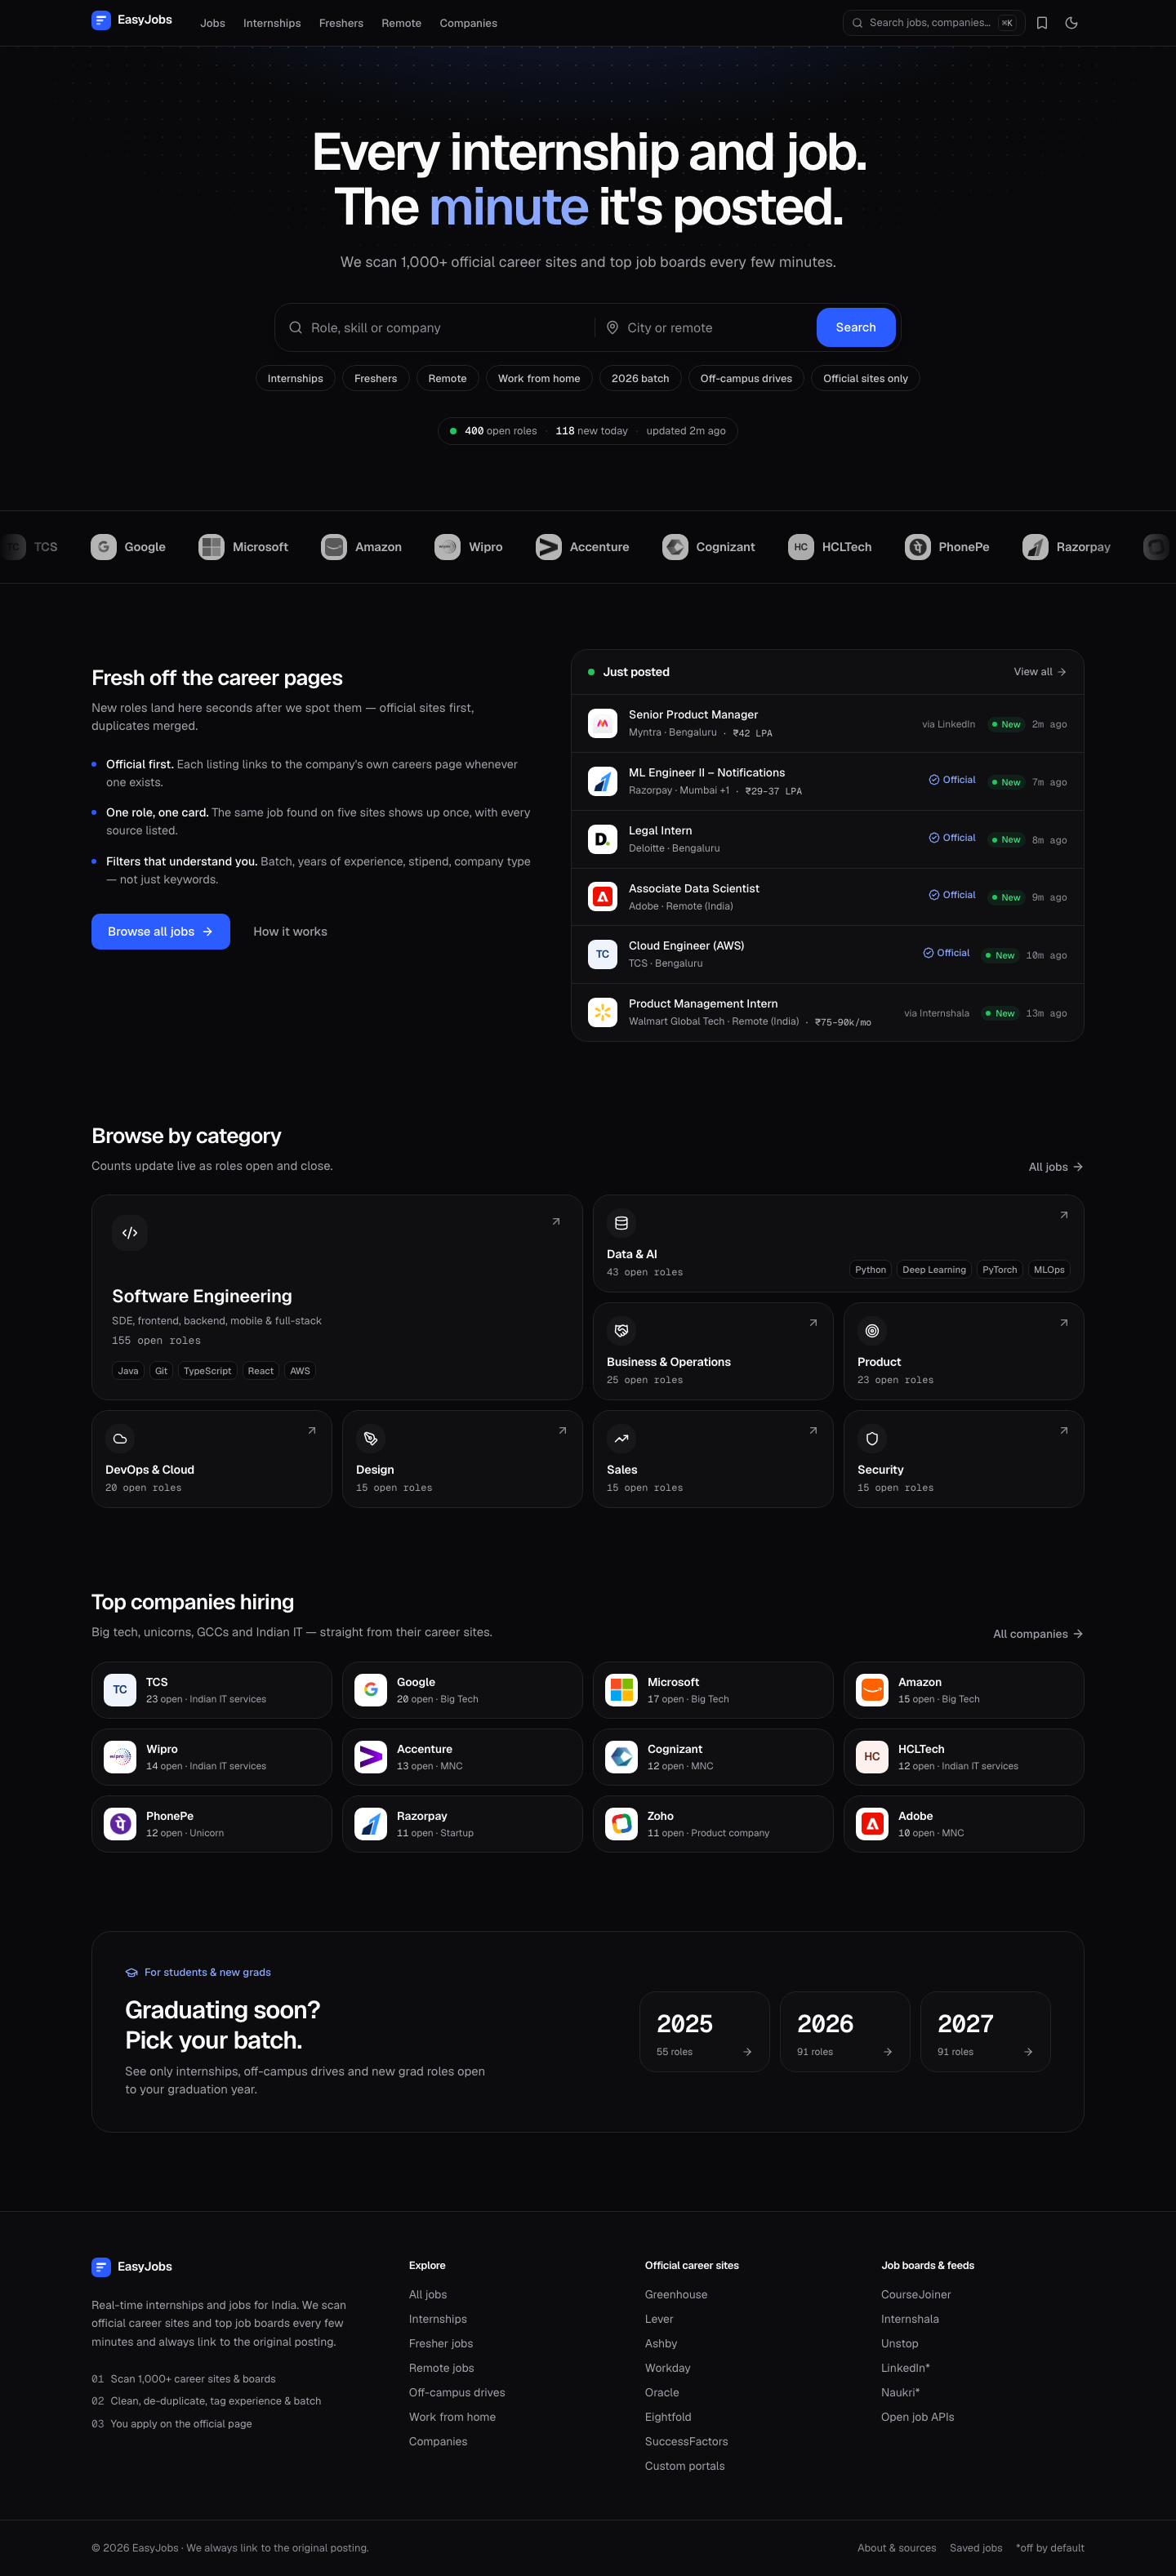 EasyJobs
Jobs Internships Freshers Remote Companies
Search jobs, companies... ⌘K
Every internship and job.
The minute it's posted.
We scan 1,000+ official career sites and top job boards every few minutes.
Role, skill or company
City or remote
Search
Internships Freshers Remote Work from home 2026 batch Off-campus drives Official sites only
400 open roles · 118 new today · updated 2m ago
TC TCS Google Microsoft Amazon Wipro Accenture Cognizant HC HCLTech PhonePe Razorpay
Fresh off the career pages
New roles land here seconds after we spot them — official sites first,
duplicates merged.
Official first. Each listing links to the company's own careers page whenever
one exists.
One role, one card. The same job found on five sites shows up once, with every
source listed.
Filters that understand you. Batch, years of experience, stipend, company type
— not just keywords.
Browse all jobs →
How it works
Just posted
View all →
Senior Product Manager
Myntra · Bengaluru · ₹42 LPA
via LinkedIn New 2m ago
ML Engineer II – Notifications
Razorpay · Mumbai +1 · ₹29–37 LPA
Official New 7m ago
Legal Intern
Deloitte · Bengaluru
Official New 8m ago
Associate Data Scientist
Adobe · Remote (India)
Official New 9m ago
TC
Cloud Engineer (AWS)
TCS · Bengaluru
Official New 10m ago
Product Management Intern
Walmart Global Tech · Remote (India) · ₹75–90k/mo
via Internshala New 13m ago
Browse by category
Counts update live as roles open and close.
All jobs →
Software Engineering
SDE, frontend, backend, mobile & full-stack
155 open roles
Java Git TypeScript React AWS
Data & AI
43 open roles
Python Deep Learning PyTorch MLOps
Business & Operations
25 open roles
Product
23 open roles
DevOps & Cloud
20 open roles
Design
15 open roles
Sales
15 open roles
Security
15 open roles
Top companies hiring
Big tech, unicorns, GCCs and Indian IT — straight from their career sites.
All companies →
TC
TCS
23 open · Indian IT services
Google
20 open · Big Tech
Microsoft
17 open · Big Tech
Amazon
15 open · Big Tech
wipro
Wipro
14 open · Indian IT services
Accenture
13 open · MNC
Cognizant
12 open · MNC
HC
HCLTech
12 open · Indian IT services
PhonePe
12 open · Unicorn
Razorpay
11 open · Startup
Zoho
11 open · Product company
Adobe
10 open · MNC
For students & new grads
Graduating soon?
Pick your batch.
See only internships, off-campus drives and new grad roles open
to your graduation year.
2025
55 roles →
2026
91 roles →
2027
91 roles →
EasyJobs
Real-time internships and jobs for India. We scan
official career sites and top job boards every few
minutes and always link to the original posting.
01 Scan 1,000+ career sites & boards
02 Clean, de-duplicate, tag experience & batch
03 You apply on the official page
Explore
All jobs
Internships
Fresher jobs
Remote jobs
Off-campus drives
Work from home
Companies
Official career sites
Greenhouse
Lever
Ashby
Workday
Oracle
Eightfold
SuccessFactors
Custom portals
Job boards & feeds
CourseJoiner
Internshala
Unstop
LinkedIn*
Naukri*
Open job APIs
© 2026 EasyJobs · We always link to the original posting.
About & sources Saved jobs *off by default